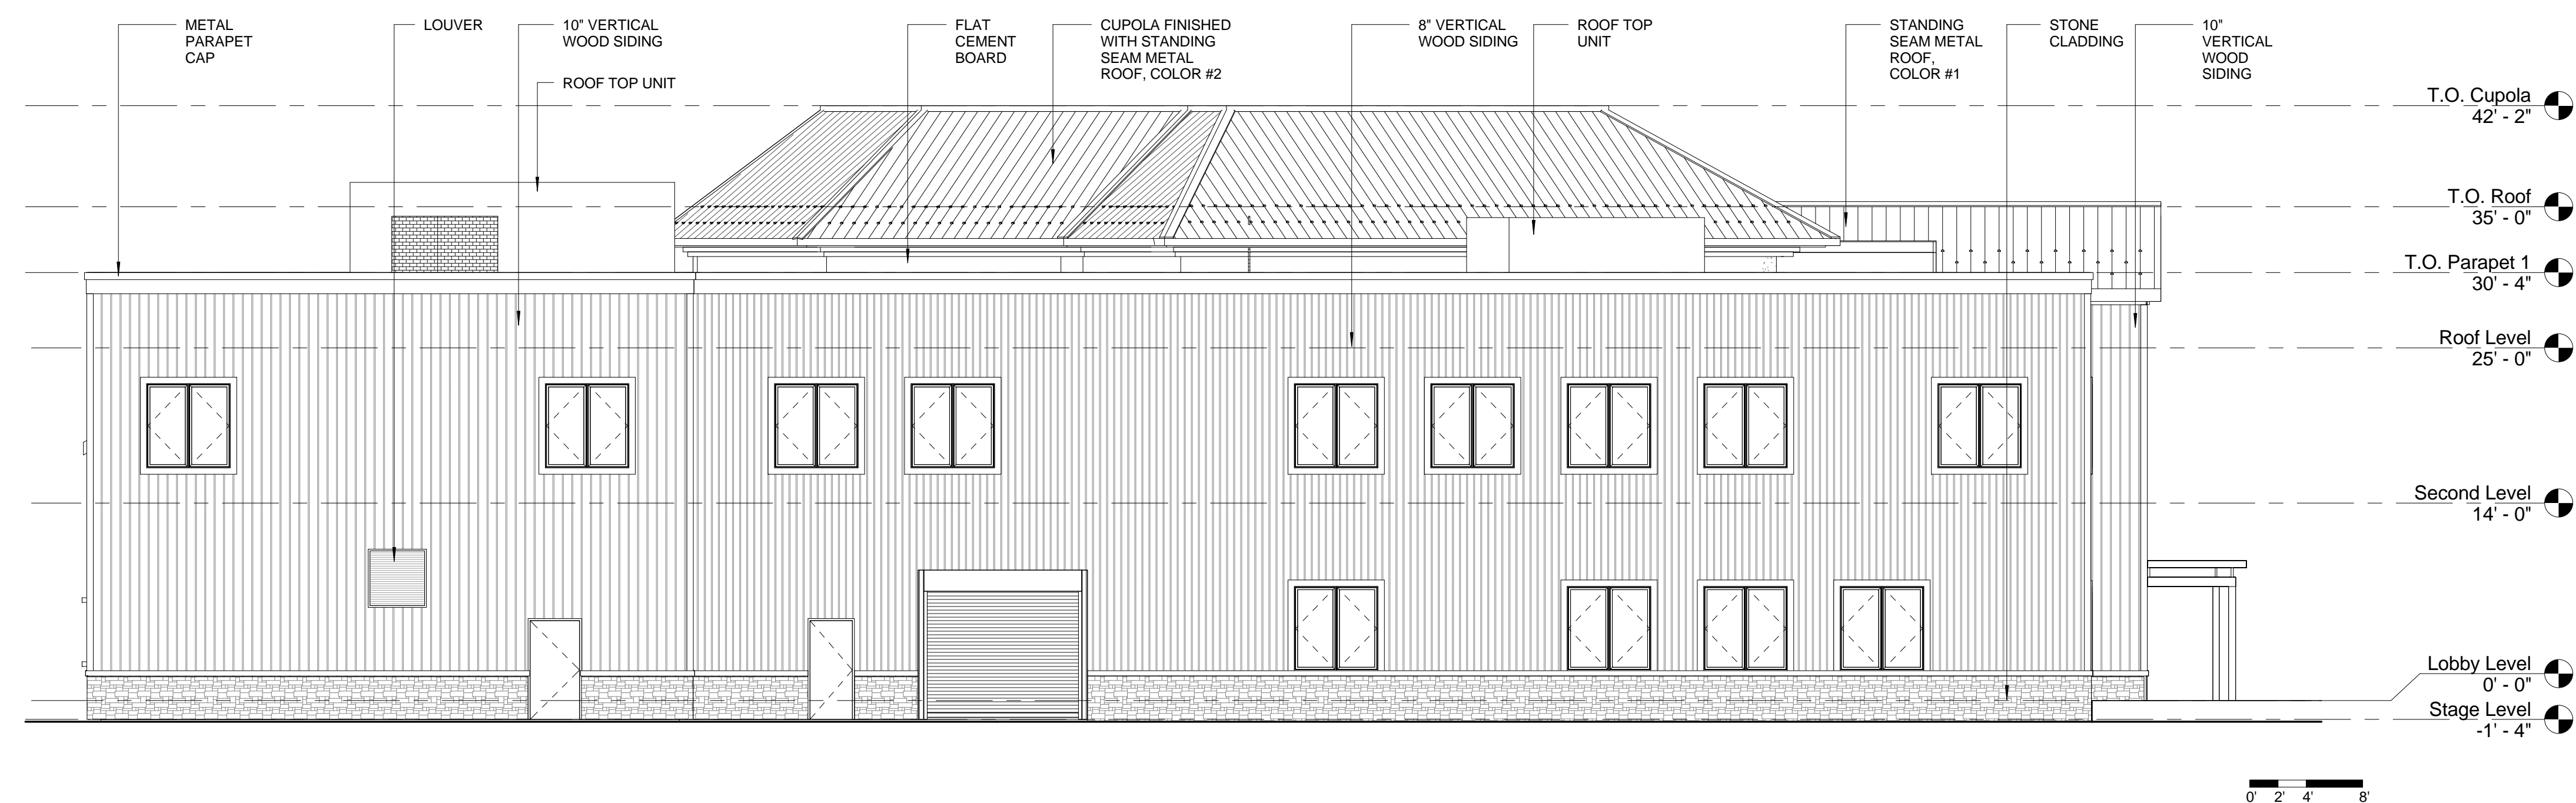 METAL
PARAPET
CAP
LOUVER
10" VERTICAL
WOOD SIDING
ROOF TOP UNIT
FLAT
CEMENT
BOARD
CUPOLA FINISHED
WITH STANDING
SEAM METAL
ROOF, COLOR #2
8" VERTICAL
WOOD SIDING
ROOF TOP
UNIT
STANDING
SEAM METAL
ROOF,
COLOR #1
STONE
CLADDING
10"
VERTICAL
WOOD
SIDING
T.O. Cupola
42' - 2"
T.O. Roof
35' - 0"
T.O. Parapet 1
30' - 4"
Roof Level
25' - 0"
Second Level
14' - 0"
Lobby Level
0' - 0"
Stage Level
-1' - 4"
0' 2' 4' 8'